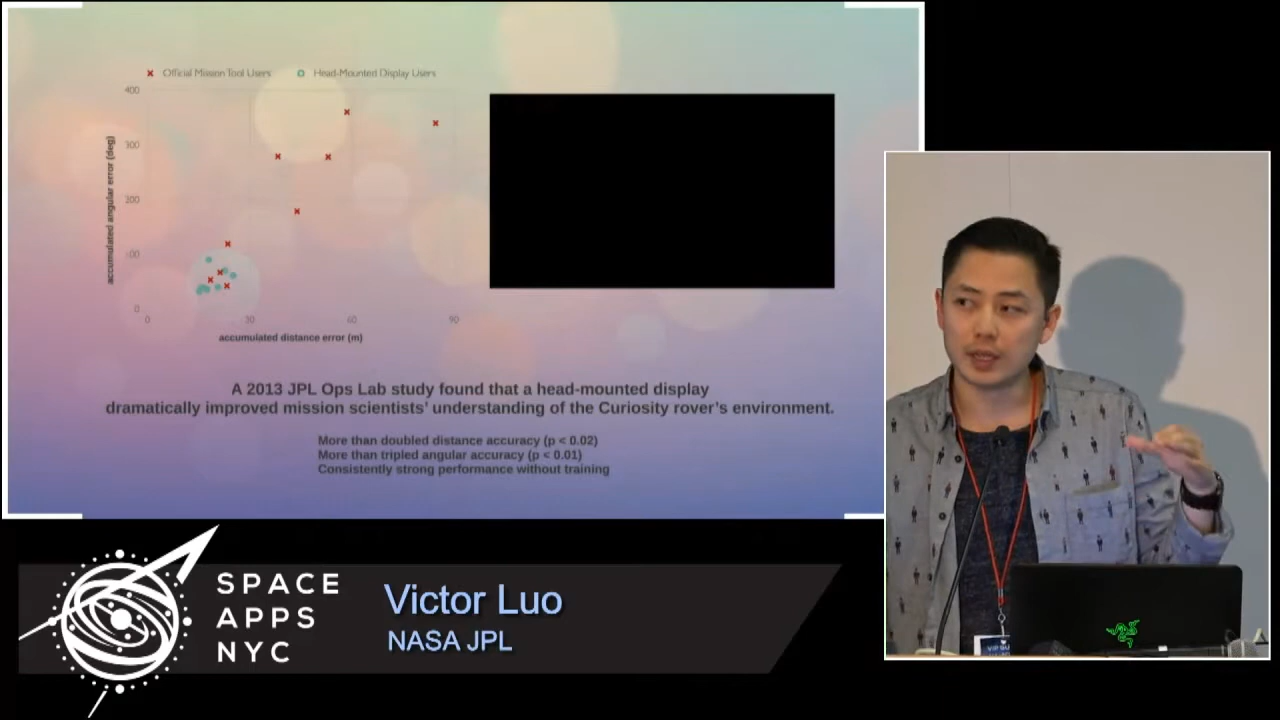 Official Mission Tool Users
Head-Mounted Display Users
400
300
200
100
0
accumulated angular error (deg)
0
30
60
90
accumulated distance error (m)
A 2013 JPL Ops Lab study found that a head-mounted display
dramatically improved mission scientists' understanding of the Curiosity rover's environment.
More than doubled distance accuracy (p < 0.02)
More than tripled angular accuracy (p < 0.01)
Consistently strong performance without training
SPACE
APPS
NYC
Victor Luo
NASA JPL
VIP